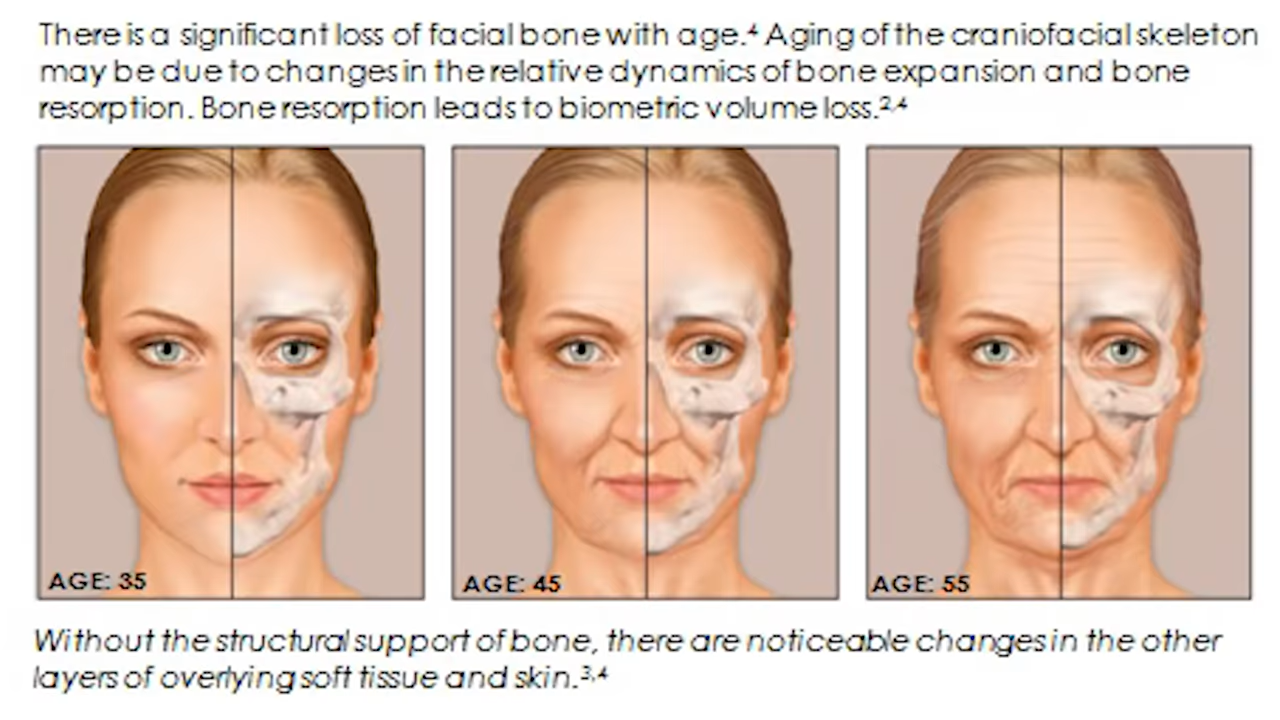 There is a significant loss of facial bone with age.⁴ Aging of the craniofacial skeleton
may be due to changes in the relative dynamics of bone expansion and bone
resorption. Bone resorption leads to biometric volume loss.²,⁴
AGE: 35
AGE: 45
AGE: 55
Without the structural support of bone, there are noticeable changes in the other
layers of overlying soft tissue and skin.³,⁴